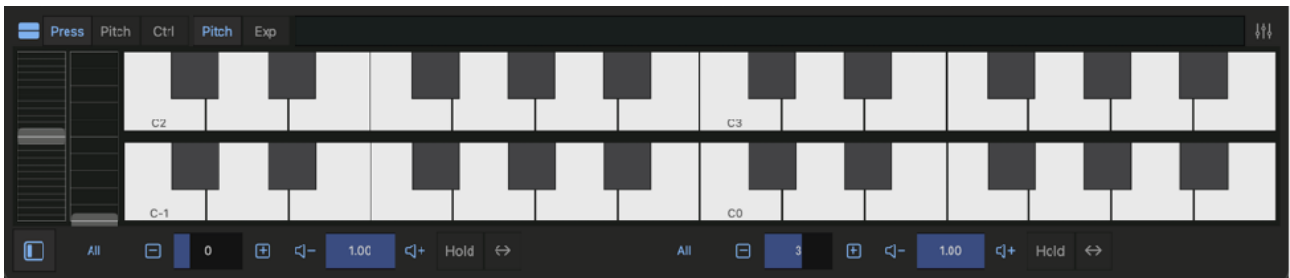 Press Pitch Ctrl Pitch Exp
C2 C3
C-1 C0
All 0 1.00 Hold All 3 1.00 Hold